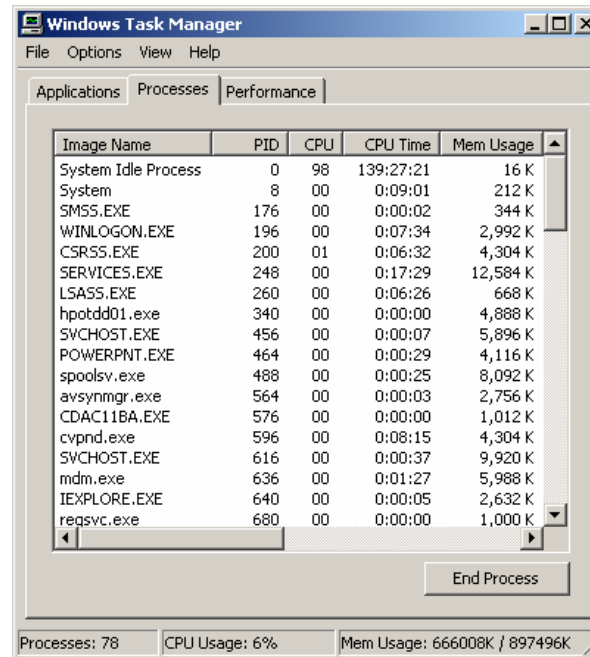 Windows Task Manager
File Options View Help
Applications Processes Performance
Image Name PID CPU CPU Time Mem Usage
System Idle Process 0 98 139:27:21 16 K
System 8 00 0:09:01 212 K
SMSS.EXE 176 00 0:00:02 344 K
WINLOGON.EXE 196 00 0:07:34 2,992 K
CSRSS.EXE 200 01 0:06:32 4,304 K
SERVICES.EXE 248 00 0:17:29 12,584 K
LSASS.EXE 260 00 0:06:26 668 K
hpotdd01.exe 340 00 0:00:00 4,888 K
SVCHOST.EXE 456 00 0:00:07 5,896 K
POWERPNT.EXE 464 00 0:00:29 4,116 K
spoolsv.exe 488 00 0:00:25 8,092 K
avsynmgr.exe 564 00 0:00:03 2,756 K
CDAC11BA.EXE 576 00 0:00:00 1,012 K
cvpnd.exe 596 00 0:08:15 4,304 K
SVCHOST.EXE 616 00 0:00:37 9,920 K
mdm.exe 636 00 0:01:27 5,988 K
IEXPLORE.EXE 640 00 0:00:05 2,632 K
regsvc.exe 680 00 0:00:00 1,000 K
End Process
Processes: 78 CPU Usage: 6% Mem Usage: 666008K / 897496K